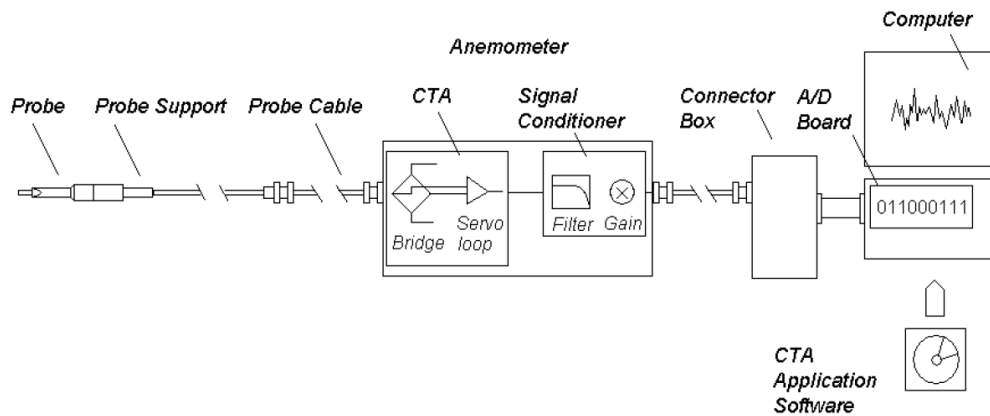 Computer
Anemometer
Probe
Probe Support
Probe Cable
CTA
Signal
Conditioner
Connector
Box
A/D
Board
011000111
Bridge
Servo
loop
Filter
Gain
CTA
Application
Software